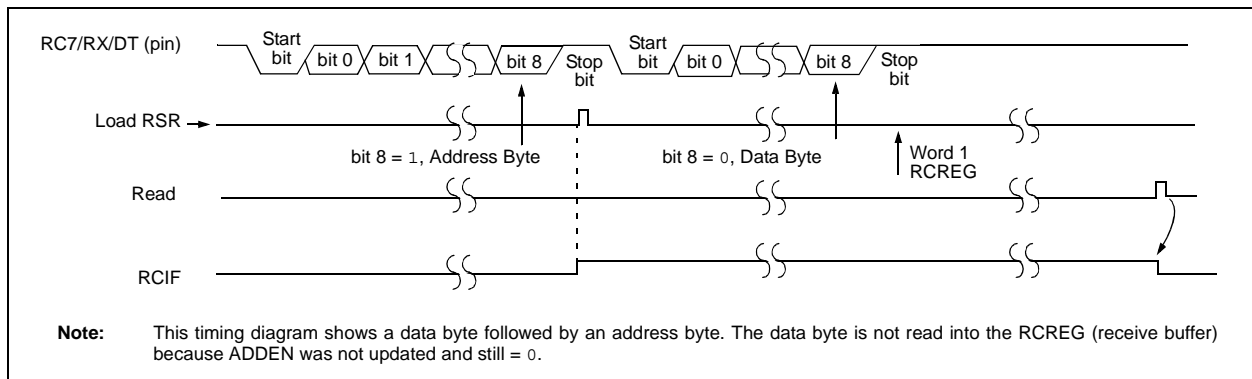 RC7/RX/DT (pin)
Start bit
bit 0
bit 1
bit 8
Stop bit
Start bit
bit 0
bit 8
Stop bit
Load RSR
bit 8 = 1, Address Byte
bit 8 = 0, Data Byte
Word 1
RCREG
Read
RCIF
Note: This timing diagram shows a data byte followed by an address byte. The data byte is not read into the RCREG (receive buffer)
because ADDEN was not updated and still = 0.